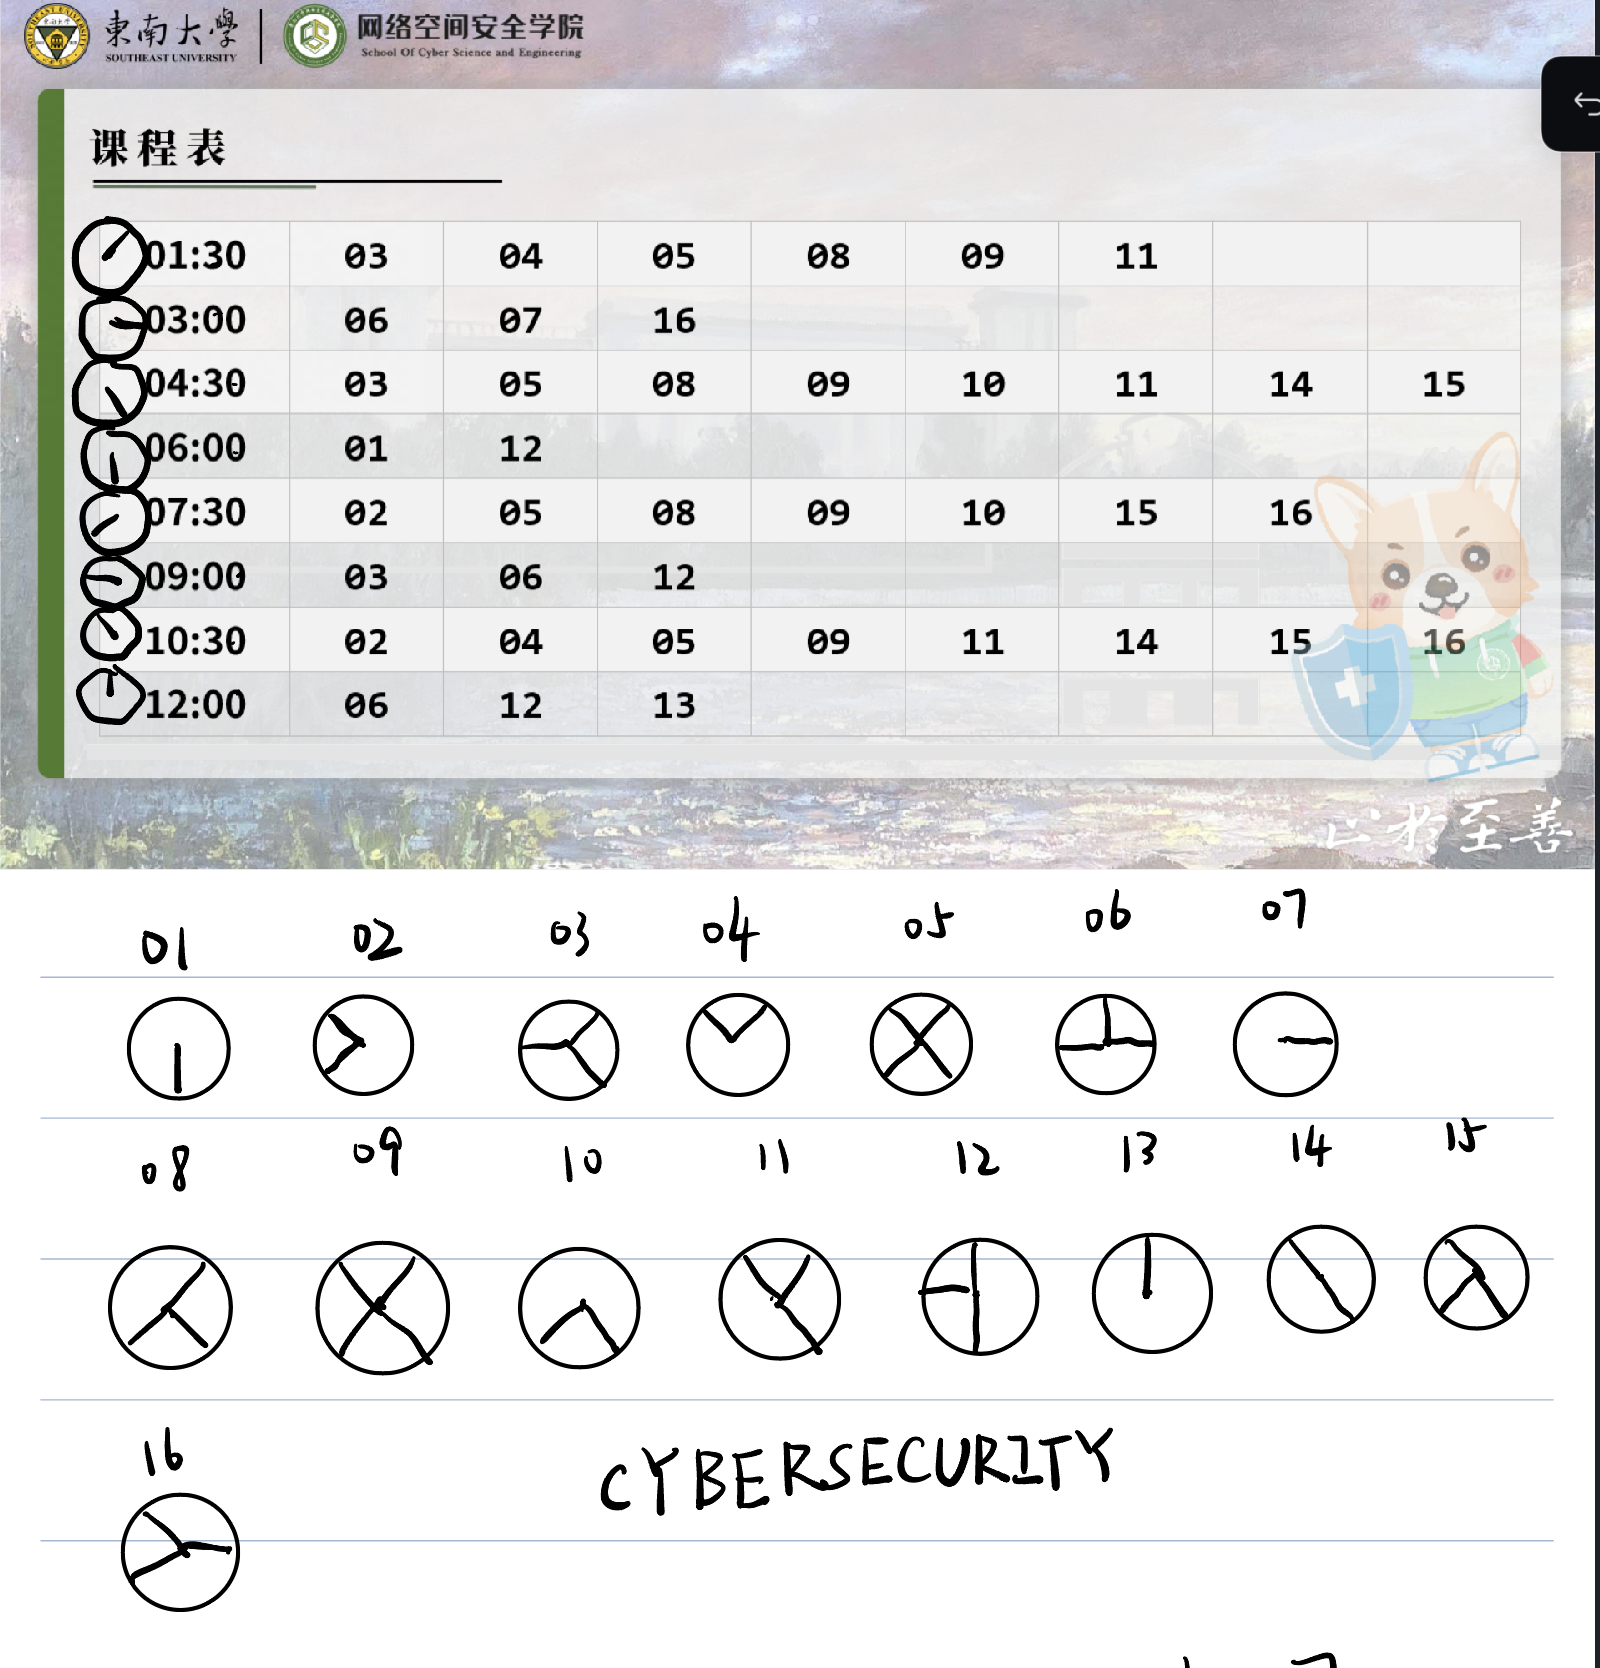 東南大學
SOUTHEAST UNIVERSITY
网络空间安全学院
School Of Cyber Science and Engineering
课程表
01:30 03 04 05 08 09 11
03:00 06 07 16
04:30 03 05 08 09 10 11 14 15
06:00 01 12
07:30 02 05 08 09 10 15 16
09:00 03 06 12
10:30 02 04 05 09 11 14 15 16
12:00 06 12 13
止於至善
01 02 03 04 05 06 07
08 09 10 11 12 13 14 15
16
CYBERSECURITY